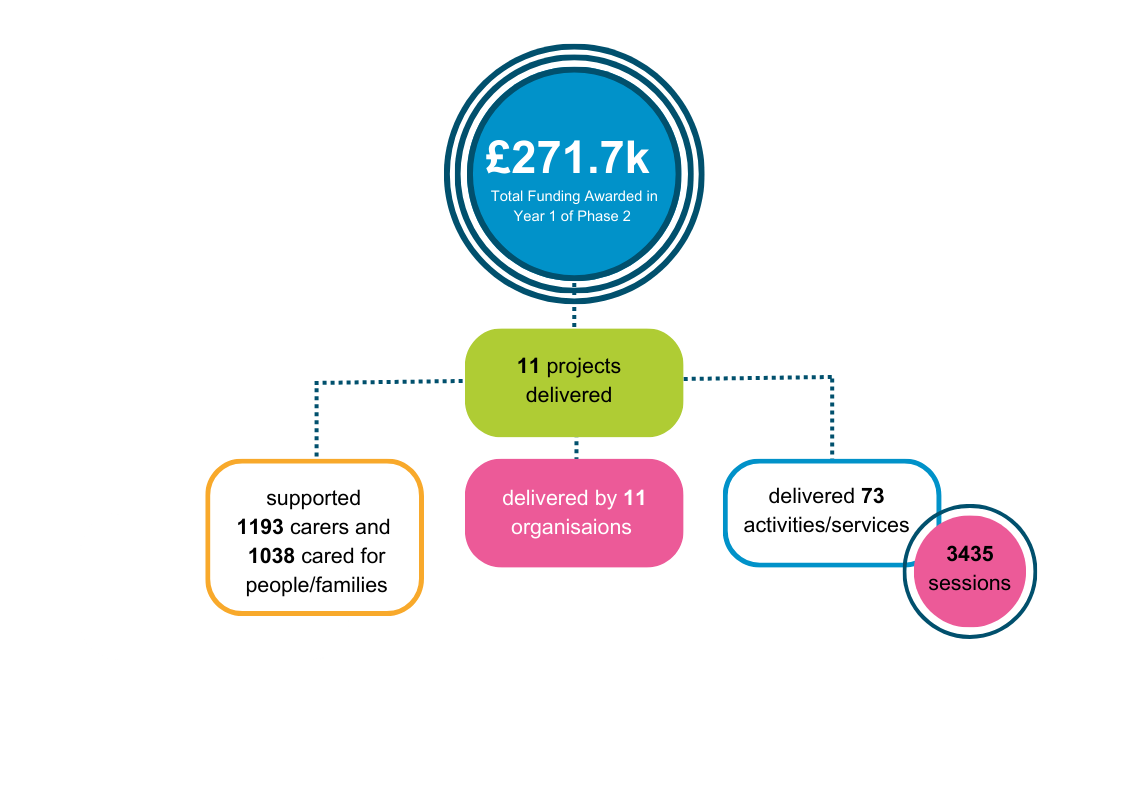 £271.7k
Total Funding Awarded in
Year 1 of Phase 2
11 projects
delivered
supported
1193 carers and
1038 cared for
people/families
delivered by 11
organisaions
delivered 73
activities/services
3435
sessions